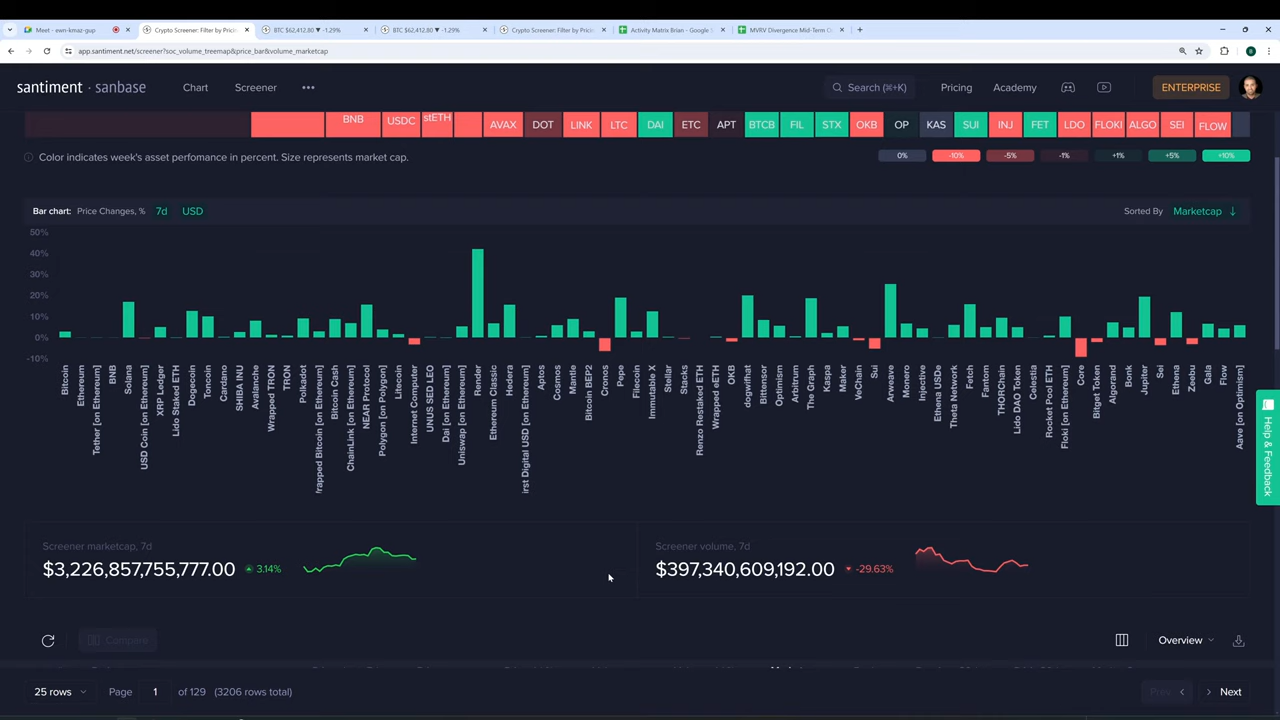 Meet - ewn-kmaz-gup
Crypto Screener: Filter by Pricin
BTC $62,412.80 ▼ -1.29%
BTC $62,412.80 ▼ -1.29%
Crypto Screener: Filter by Pricin
Activity Matrix Brian - Google S
MVRV Divergence Mid-Term O
app.santiment.net/screener?soc_volume_treemap&price_bar&volume_marketcap
santiment · sanbase
Chart
Screener
Search (⌘+K)
Pricing
Academy
ENTERPRISE
BNB
USDC
stETH
AVAX
DOT
LINK
LTC
DAI
ETC
APT
BTCB
FIL
STX
OKB
OP
KAS
SUI
INJ
FET
LDO
FLOKI
ALGO
SEI
FLOW
Color indicates week's asset perfomance in percent. Size represents market cap.
0%
-10%
-5%
-1%
+1%
+5%
+10%
Bar chart: Price Changes, % 7d USD
Sorted By Marketcap ↓
50%
40%
30%
20%
10%
0%
-10%
Bitcoin
Ethereum
Tether [on Ethereum]
BNB
Solana
USD Coin [on Ethereum]
XRP Ledger
Lido Staked ETH
Dogecoin
Toncoin
Cardano
SHIBA INU
Avalanche
Wrapped TRON
TRON
Polkadot
rapped Bitcoin [on Ethereum]
Bitcoin Cash
ChainLink [on Ethereum]
NEAR Protocol
Polygon [on Polygon]
Litecoin
Internet Computer
UNUS SED LEO
Dai [on Ethereum]
Uniswap [on Ethereum]
Render
Ethereum Classic
Hedera
irst Digital USD [on Ethereum]
Aptos
Cosmos
Mantle
Bitcoin BEP2
Cronos
Pepe
Filecoin
Immutable X
Stellar
Stacks
Renzo Restaked ETH
Wrapped eETH
OKB
dogwifhat
Bittensor
Optimism
Arbitrum
The Graph
Kaspa
Maker
VeChain
Sui
Arweave
Monero
Injective
Ethena USDe
Theta Network
Fetch
Fantom
THORChain
Lido DAO Token
Celestia
Rocket Pool ETH
Floki [on Ethereum]
Core
Bitget Token
Algorand
Bonk
Jupiter
Sei
Ethena
Zeebu
Gala
Flow
Aave [on Optimism]
Help & Feedback
Screener marketcap, 7d
$3,226,857,755,777.00
3.14%
Screener volume, 7d
$397,340,609,192.00
-29.63%
Compare
Overview
25 rows
Page 1 of 129 (3206 rows total)
Prev
Next